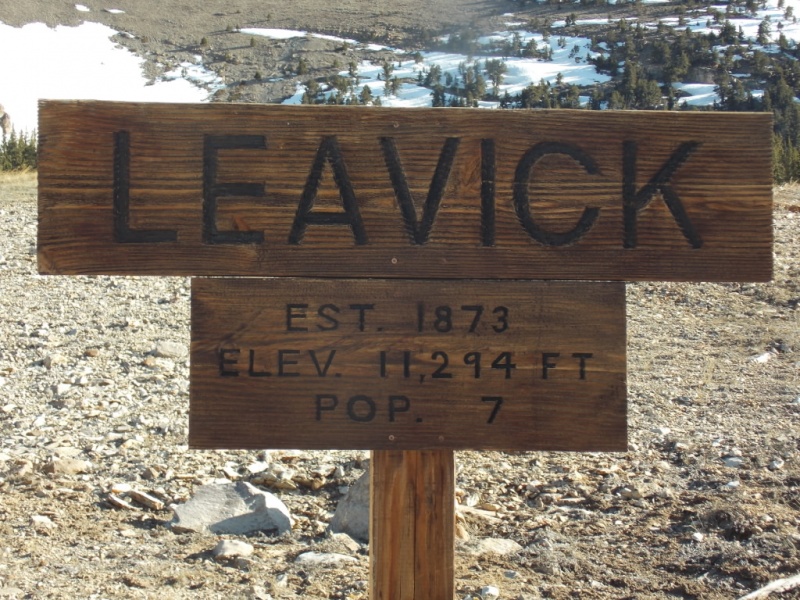 LEAVICK
EST. 1873
ELEV. 11,294 FT
POP. 7